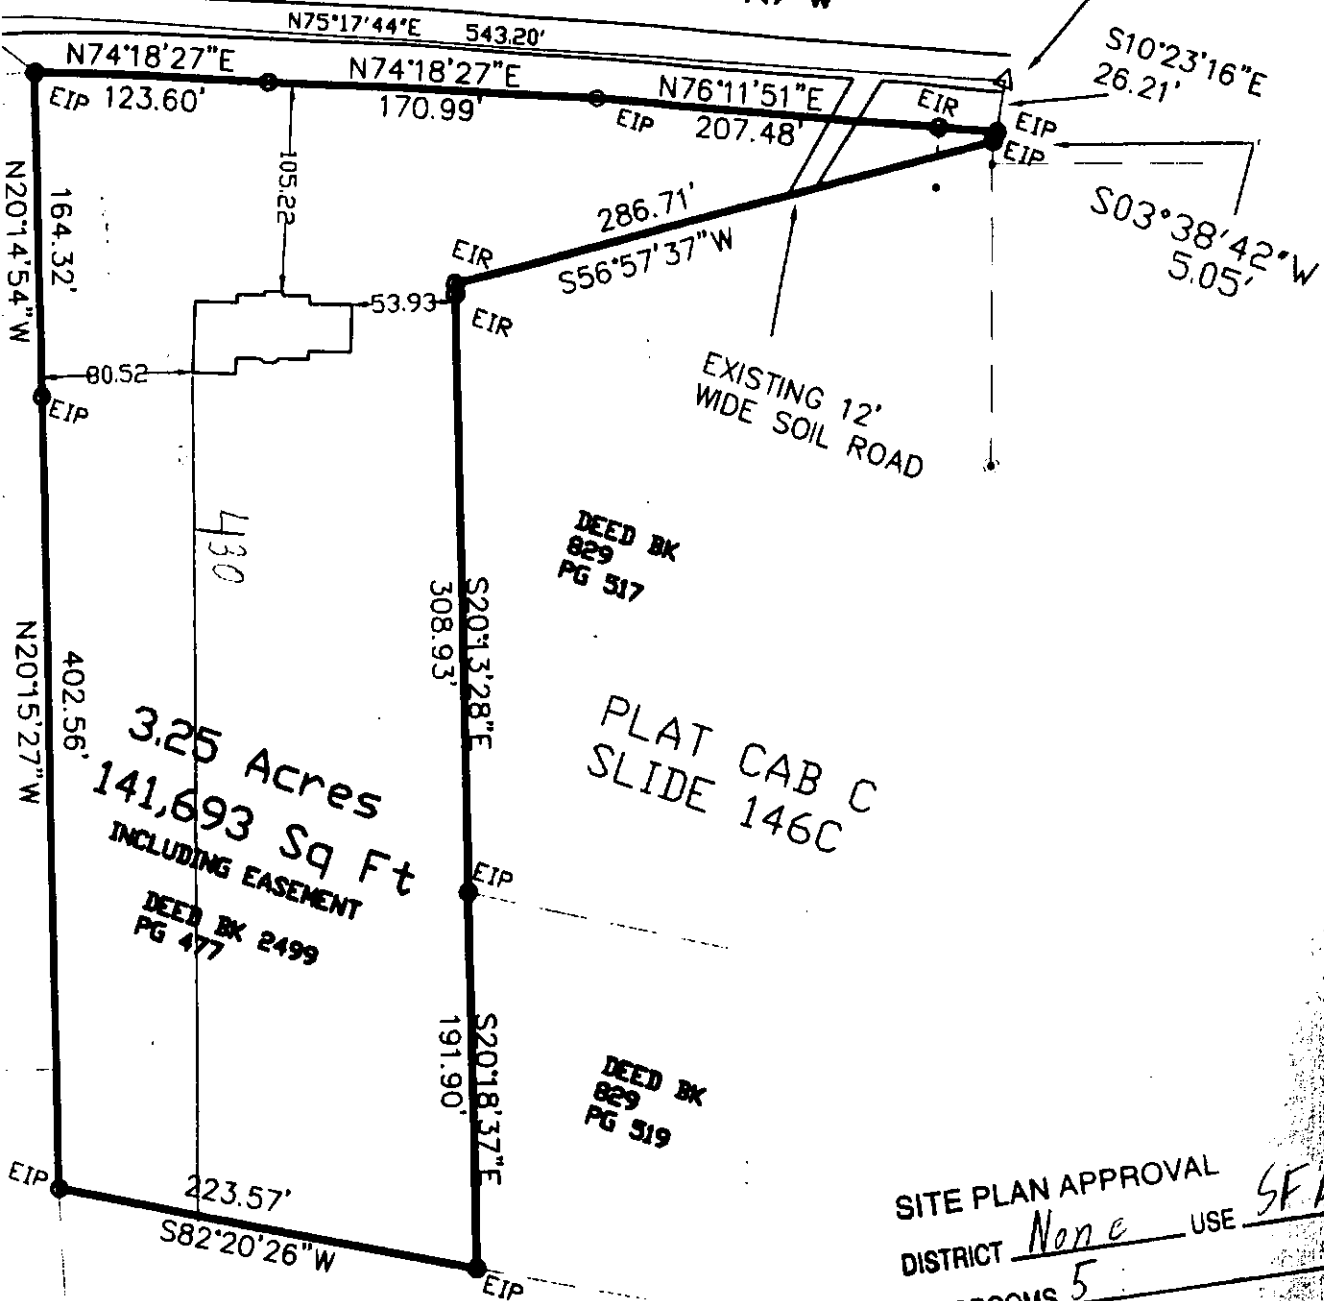 N75°17'44"E 543.20'
S10°23'16"E
26.21'
N74°18'27"E
123.60'
EIP
N74°18'27"E
170.99'
EIP
N76°11'51"E
207.48'
EIR
EIP
EIP
S03°38'42"W
5.05'
N20°14'54"W
164.32'
105.22
286.71'
S56°57'37"W
EIR
EIR
53.93
80.52
EIP
EXISTING 12'
WIDE SOIL ROAD
430
DEED BK
829
PG 517
S20°13'28"E
308.93'
N20°15'27"W
402.56'
3.25 Acres
141,693 Sq Ft
INCLUDING EASEMENT
DEED BK 2499
PG 477
PLAT CAB C
SLIDE 146C
EIP
S20°18'37"E
191.90'
DEED BK
829
PG 519
EIP
223.57'
S82°20'26"W
EIP
SITE PLAN APPROVAL
DISTRICT None USE
5